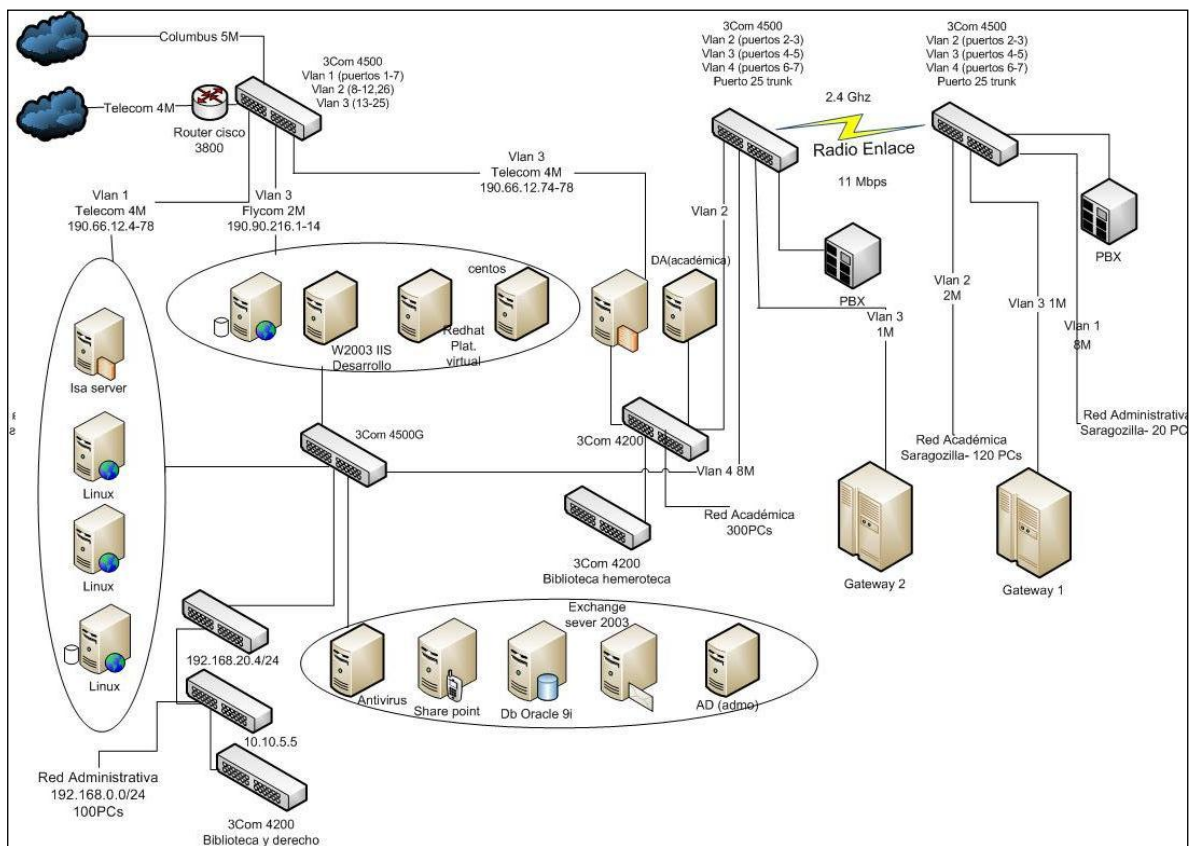 Columbus 5M
3Com 4500
Vlan 1 (puertos 1-7)
Vlan 2 (8-12,26)
Vlan 3 (13-25)
Telecom 4M
Router cisco
3800
3Com 4500
Vlan 2 (puertos 2-3)
Vlan 3 (puertos 4-5)
Vlan 4 (puertos 6-7)
Puerto 25 trunk
3Com 4500
Vlan 2 (puertos 2-3)
Vlan 3 (puertos 4-5)
Vlan 4 (puertos 6-7)
Puerto 25 trunk
2.4 Ghz
Radio Enlace
11 Mbps
Vlan 1
Telecom 4M
190.66.12.4-78
Vlan 3
Flycom 2M
190.90.216.1-14
Vlan 3
Telecom 4M
190.66.12.74-78
Vlan 2
PBX
PBX
Vlan 3
1M
Vlan 2
2M
Vlan 3 1M
Vlan 1
8M
centos
W2003 IIS
Desarrollo
Redhat
Plat.
virtual
DA(académica)
Isa server
Linux
Linux
Linux
3Com 4500G
3Com 4200
Vlan 4 8M
Red Académica
300PCs
3Com 4200
Biblioteca hemeroteca
Red Académica
Saragozilla- 120 PCs
Red Administrativa
Saragozilla- 20 PC
Gateway 2
Gateway 1
192.168.20.4/24
10.10.5.5
Red Administrativa
192.168.0.0/24
100PCs
3Com 4200
Biblioteca y derecho
Exchange
sever 2003
Antivirus
Share point
Db Oracle 9i
AD (admo)